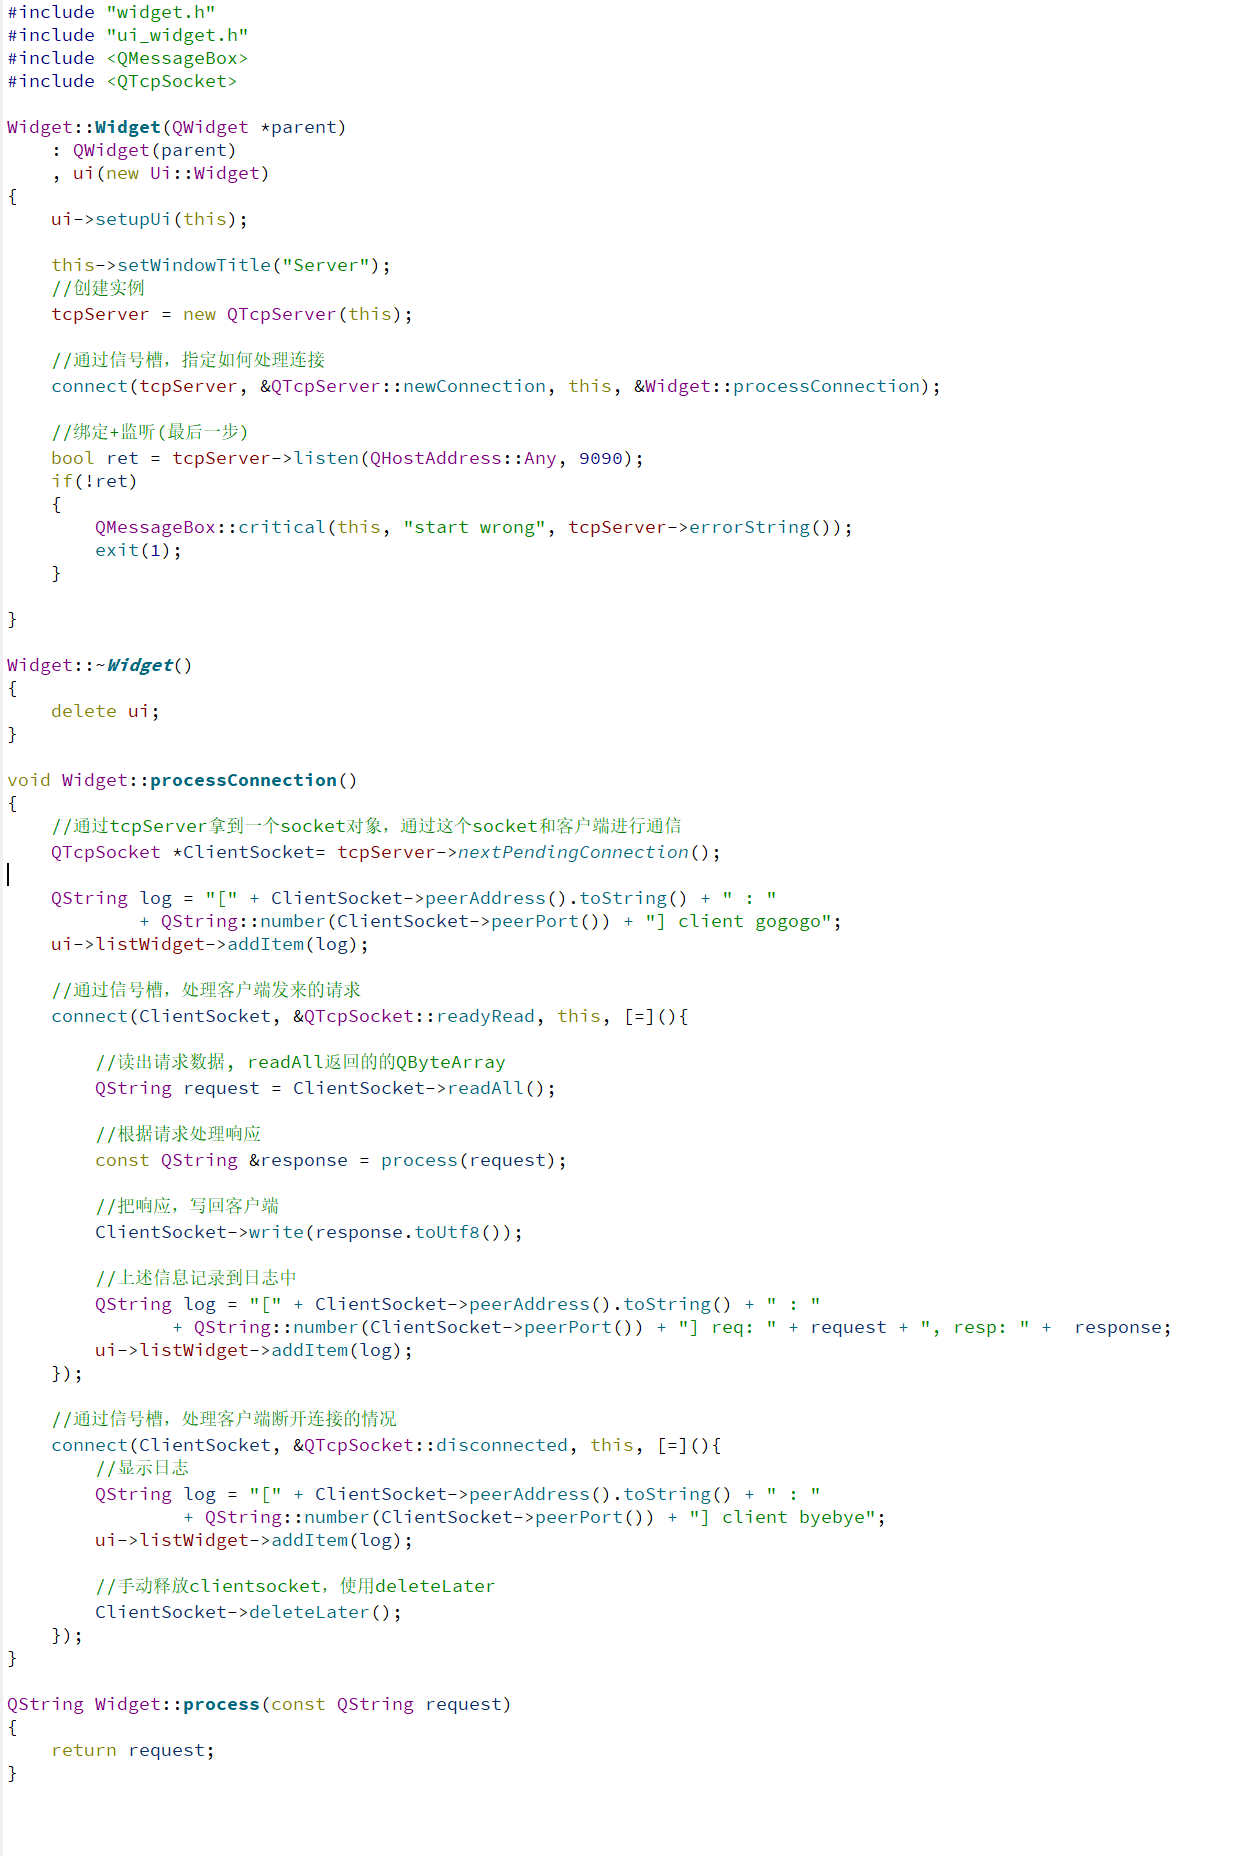 #include "widget.h"
#include "ui_widget.h"
#include <QMessageBox>
#include <QTcpSocket>

Widget::Widget(QWidget *parent)
    : QWidget(parent)
    , ui(new Ui::Widget)
{
    ui->setupUi(this);

    this->setWindowTitle("Server");
    //创建实例
    tcpServer = new QTcpServer(this);

    //通过信号槽，指定如何处理连接
    connect(tcpServer, &QTcpServer::newConnection, this, &Widget::processConnection);

    //绑定+监听(最后一步)
    bool ret = tcpServer->listen(QHostAddress::Any, 9090);
    if(!ret)
    {
        QMessageBox::critical(this, "start wrong", tcpServer->errorString());
        exit(1);
    }

}

Widget::~Widget()
{
    delete ui;
}

void Widget::processConnection()
{
    //通过tcpServer拿到一个socket对象，通过这个socket和客户端进行通信
    QTcpSocket *ClientSocket= tcpServer->nextPendingConnection();

    QString log = "[" + ClientSocket->peerAddress().toString() + " : "
            + QString::number(ClientSocket->peerPort()) + "] client gogogo";
    ui->listWidget->addItem(log);

    //通过信号槽，处理客户端发来的请求
    connect(ClientSocket, &QTcpSocket::readyRead, this, [=](){

        //读出请求数据, readAll返回的的QByteArray
        QString request = ClientSocket->readAll();

        //根据请求处理响应
        const QString &response = process(request);

        //把响应，写回客户端
        ClientSocket->write(response.toUtf8());

        //上述信息记录到日志中
        QString log = "[" + ClientSocket->peerAddress().toString() + " : "
               + QString::number(ClientSocket->peerPort()) + "] req: " + request + ", resp: " +  response;
        ui->listWidget->addItem(log);
    });

    //通过信号槽，处理客户端断开连接的情况
    connect(ClientSocket, &QTcpSocket::disconnected, this, [=](){
        //显示日志
        QString log = "[" + ClientSocket->peerAddress().toString() + " : "
                + QString::number(ClientSocket->peerPort()) + "] client byebye";
        ui->listWidget->addItem(log);

        //手动释放clientsocket，使用deleteLater
        ClientSocket->deleteLater();
    });
}

QString Widget::process(const QString request)
{
    return request;
}